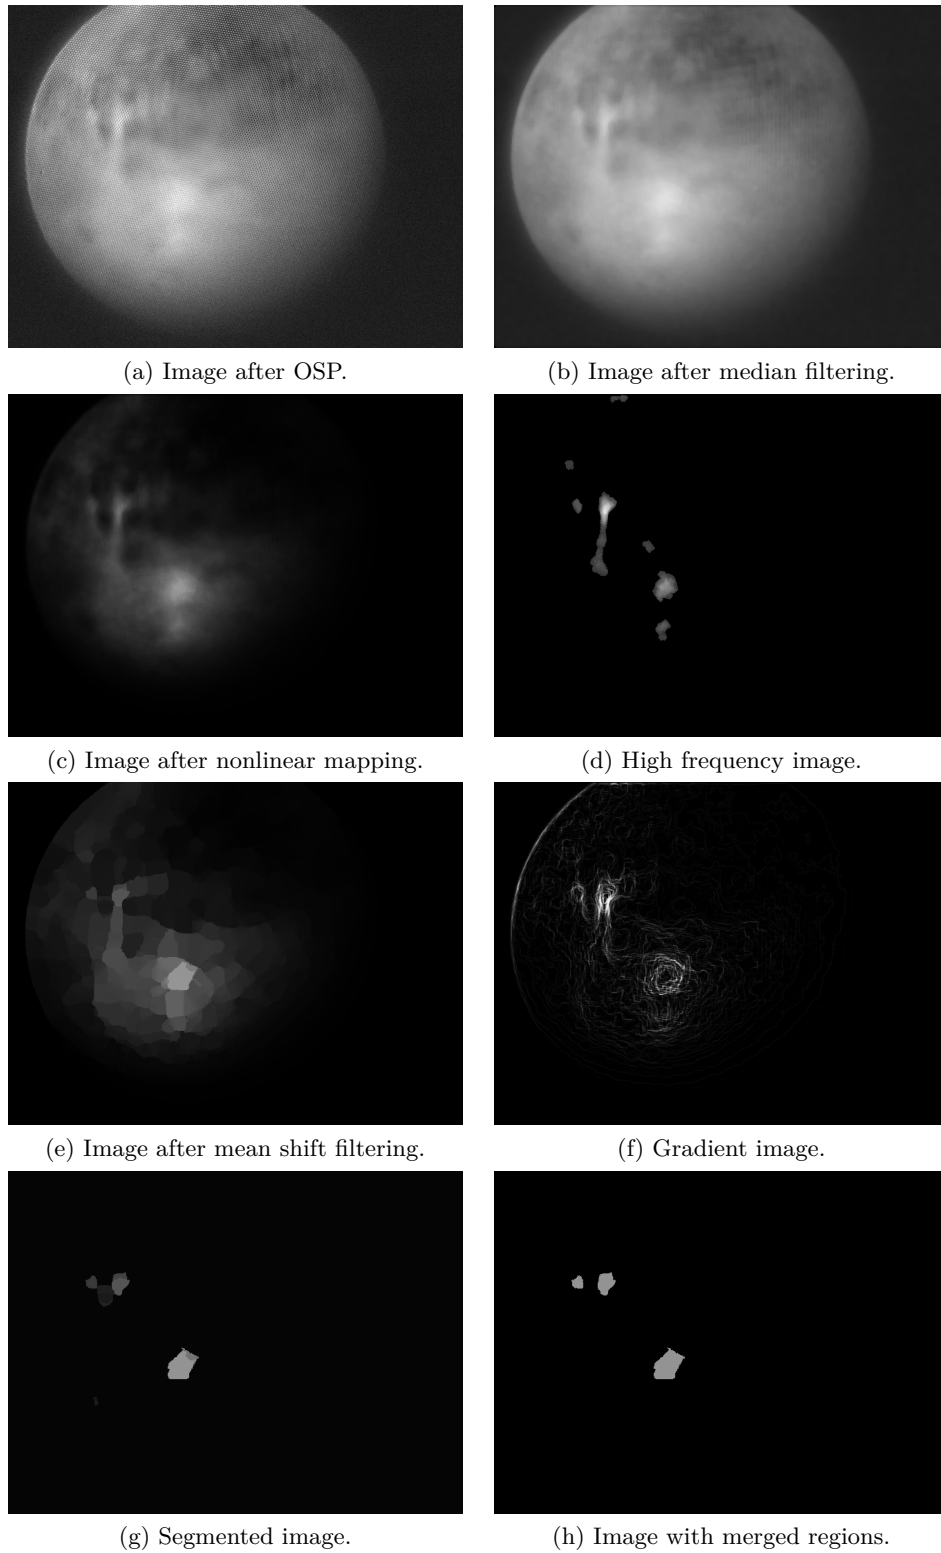 (a) Image after OSP.
(b) Image after median filtering.
(c) Image after nonlinear mapping.
(d) High frequency image.
(e) Image after mean shift filtering.
(f) Gradient image.
(g) Segmented image.
(h) Image with merged regions.